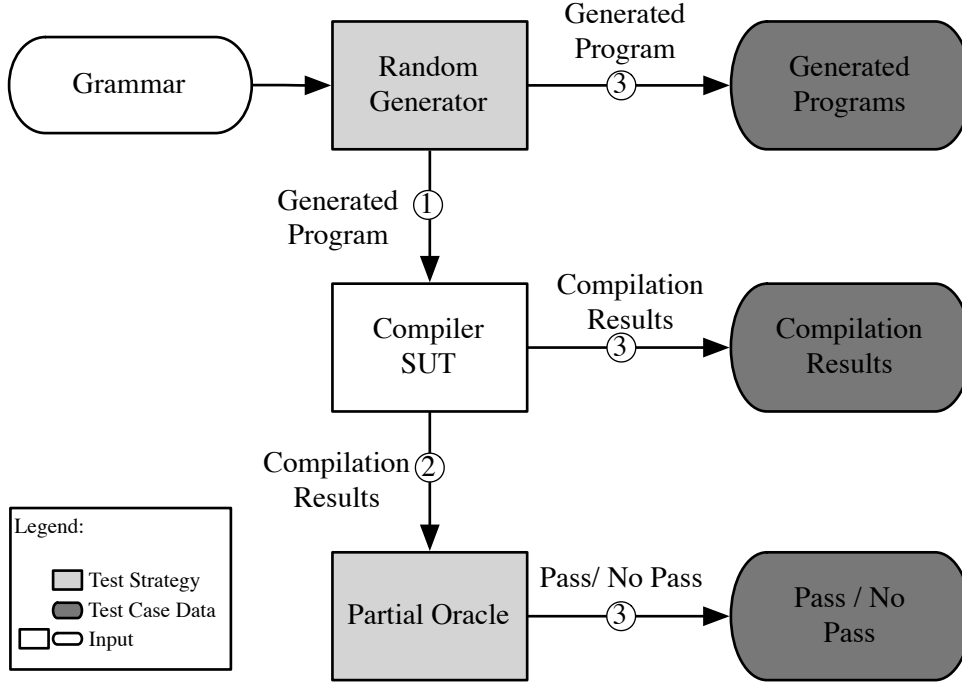 Grammar
Random
Generator
Generated
Program
3
Generated
Programs
Generated
Program
1
Compiler
SUT
Compilation
Results
3
Compilation
Results
Compilation
Results
2
Partial Oracle
Pass/ No Pass
3
Pass / No
Pass
Legend:
Test Strategy
Test Case Data
Input